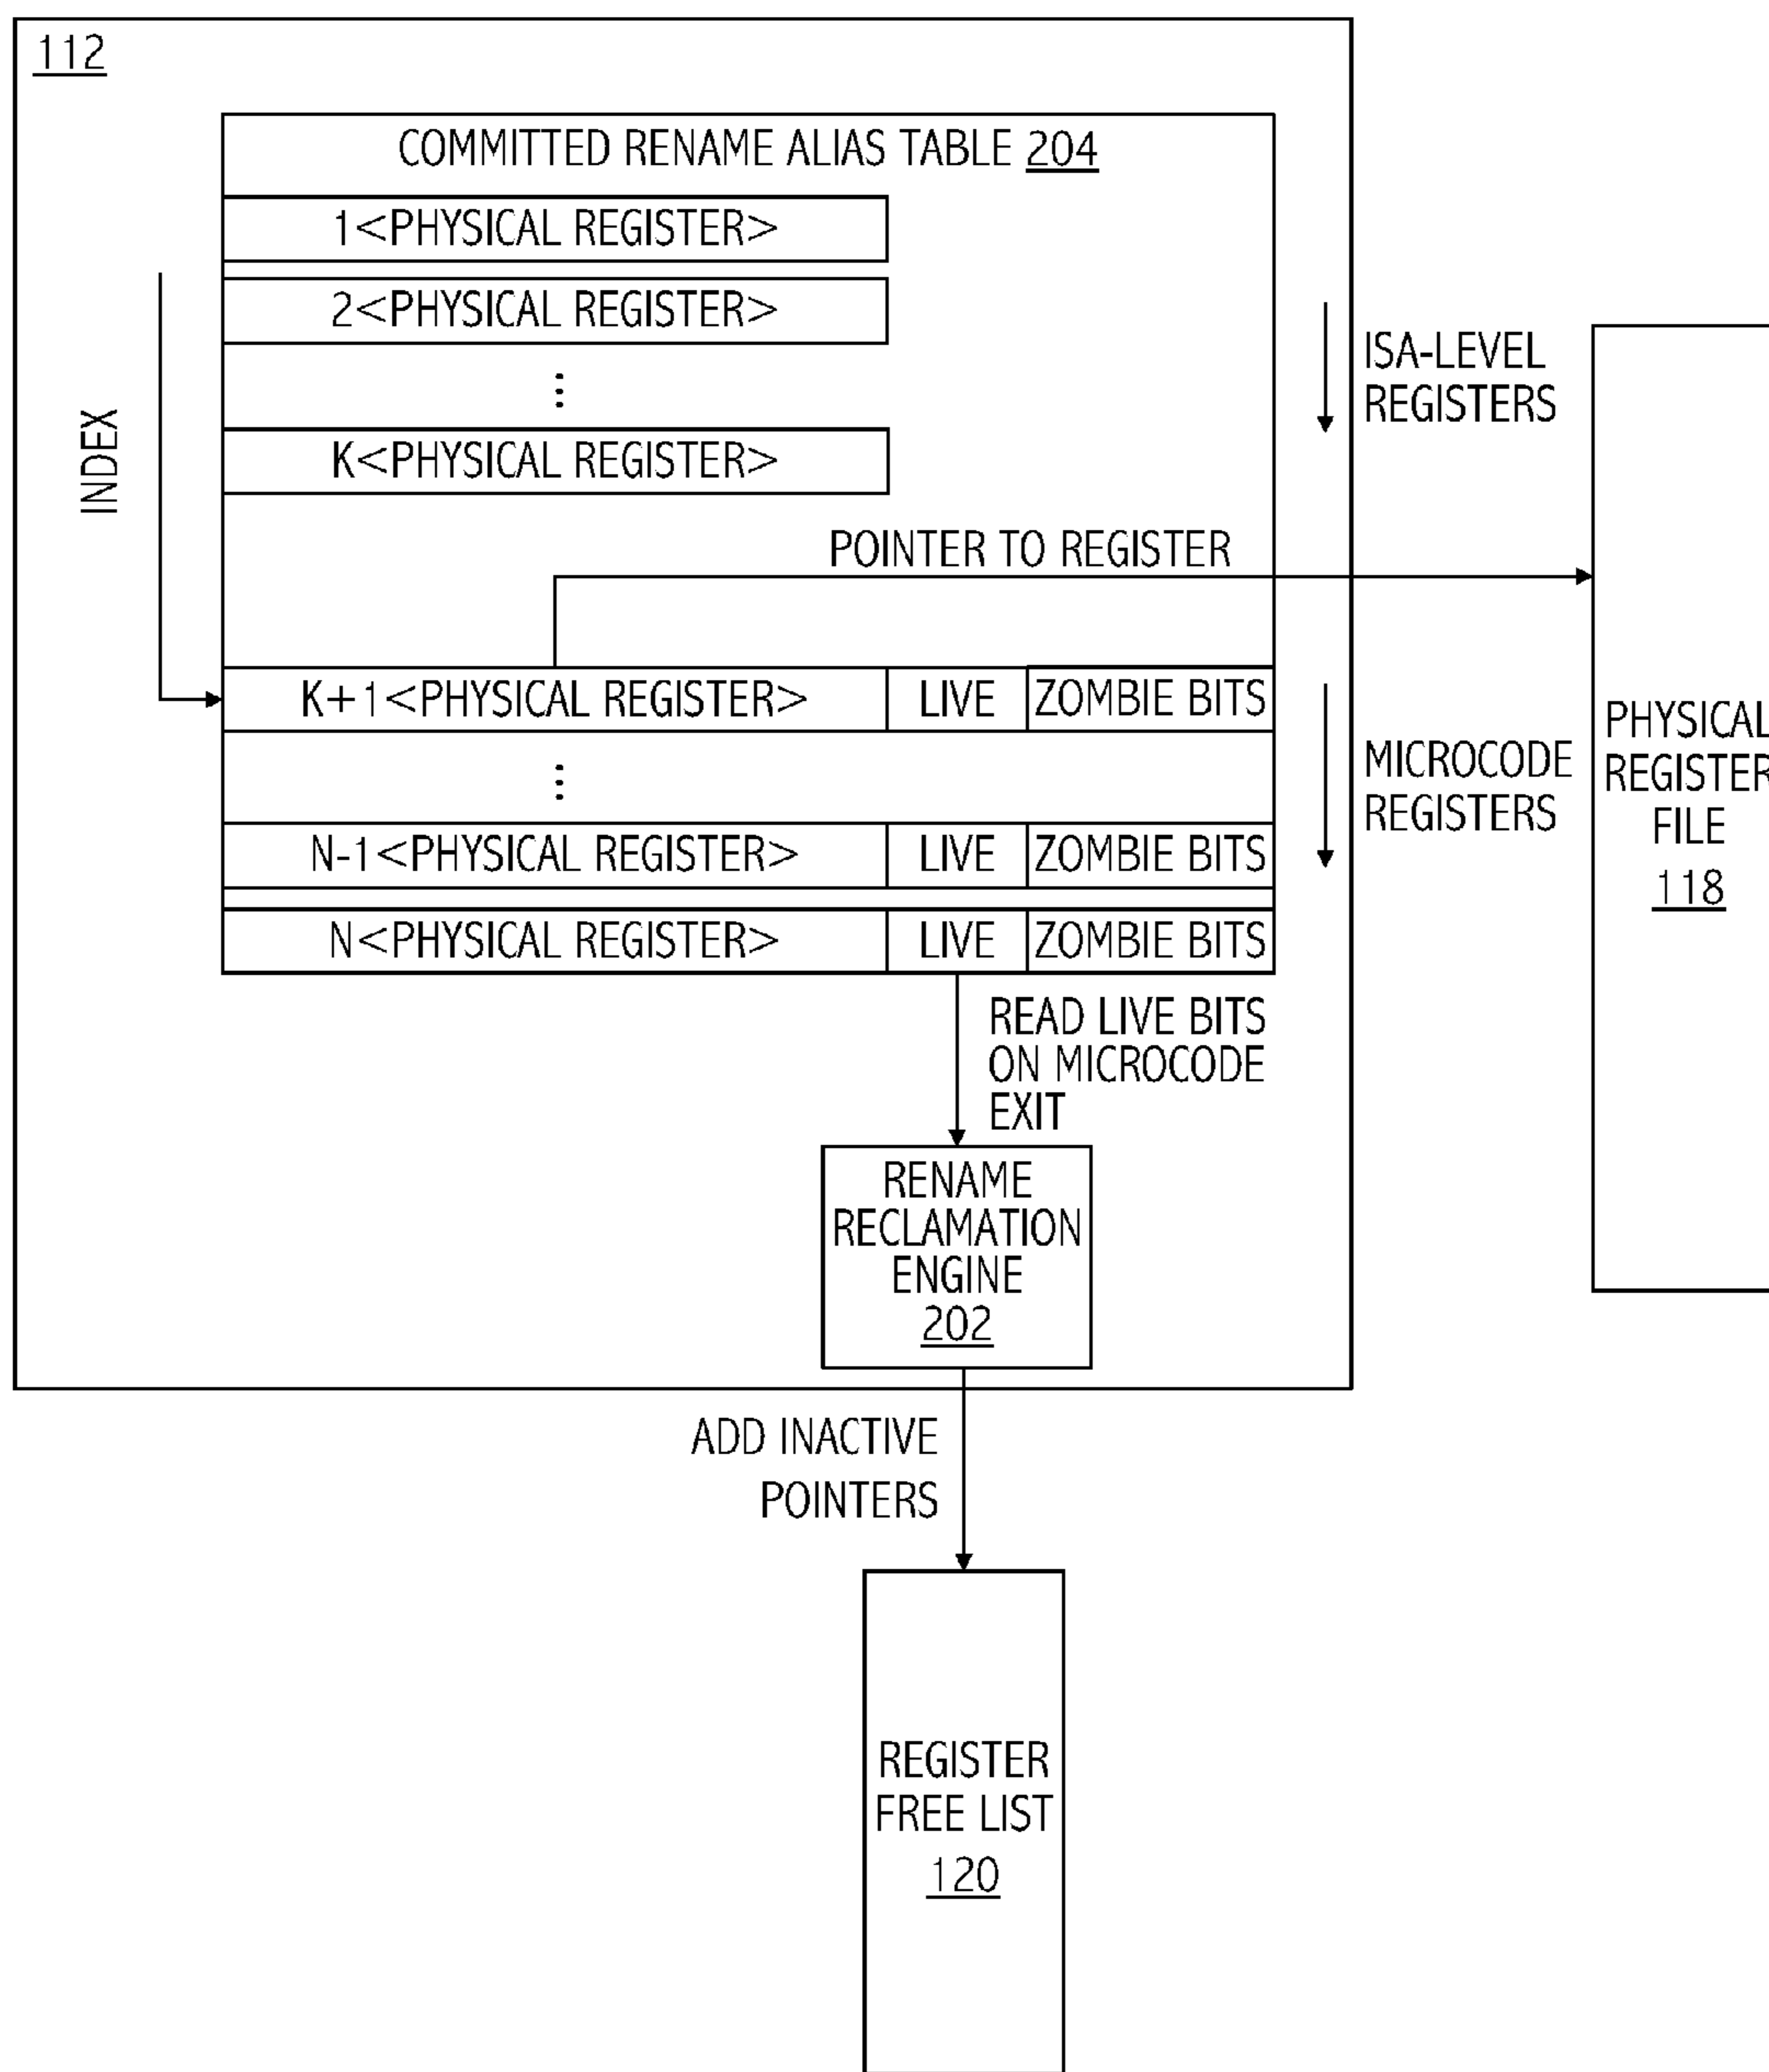 112
COMMITTED RENAME ALIAS TABLE 204
1<PHYSICAL REGISTER>
2<PHYSICAL REGISTER>
...
K<PHYSICAL REGISTER>
INDEX
ISA-LEVEL
REGISTERS
POINTER TO REGISTER
K+1<PHYSICAL REGISTER> LIVE ZOMBIE BITS
...
N-1<PHYSICAL REGISTER> LIVE ZOMBIE BITS
N<PHYSICAL REGISTER> LIVE ZOMBIE BITS
MICROCODE
REGISTERS
PHYSICAL
REGISTER
FILE
118
READ LIVE BITS
ON MICROCODE
EXIT
RENAME
RECLAMATION
ENGINE
202
ADD INACTIVE
POINTERS
REGISTER
FREE LIST
120